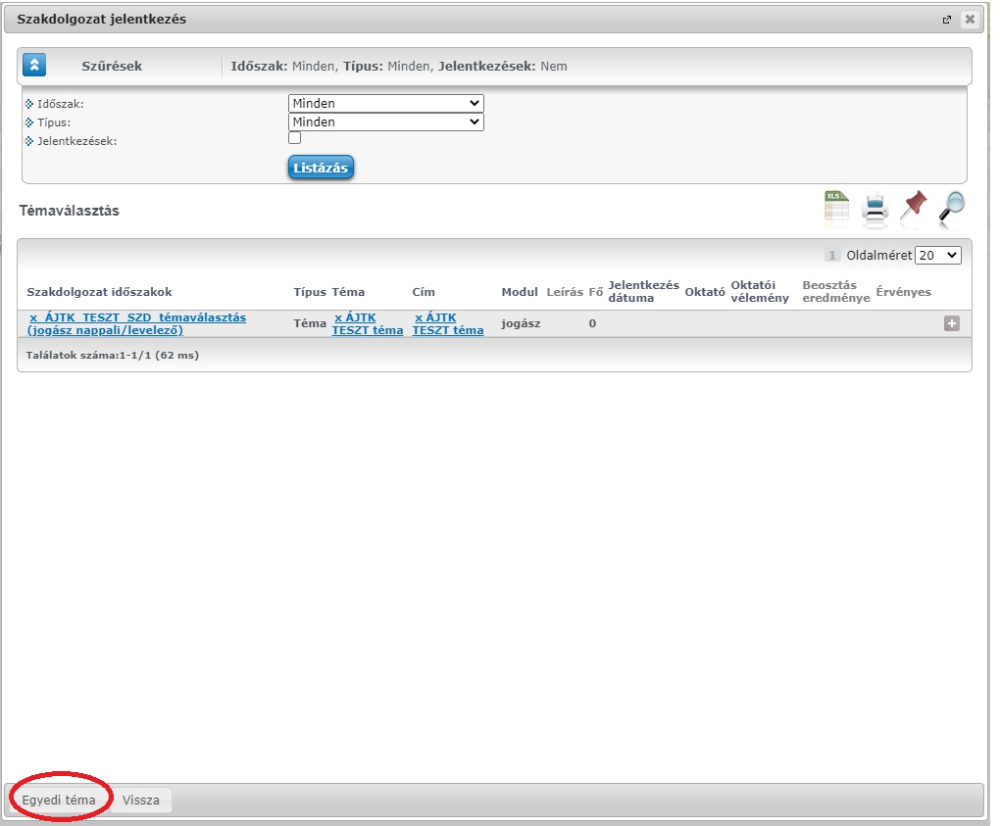 Szakdolgozat jelentkezés
Szűrések Időszak: Minden, Típus: Minden, Jelentkezések: Nem
Időszak: Minden
Típus: Minden
Jelentkezések:
Listázás
Témaválasztás
XLS
1 Oldalméret 20
Szakdolgozat időszakok Típus Téma Cím Modul Leírás Fő Jelentkezés dátuma Oktató Oktatói vélemény Beosztás eredménye Érvényes
x_ÁJTK_TESZT_SZD_témaválasztás (jogász nappali/levelező) Téma x ÁJTK TESZT téma x ÁJTK TESZT téma jogász 0
Találatok száma:1-1/1 (62 ms)
Egyedi téma Vissza